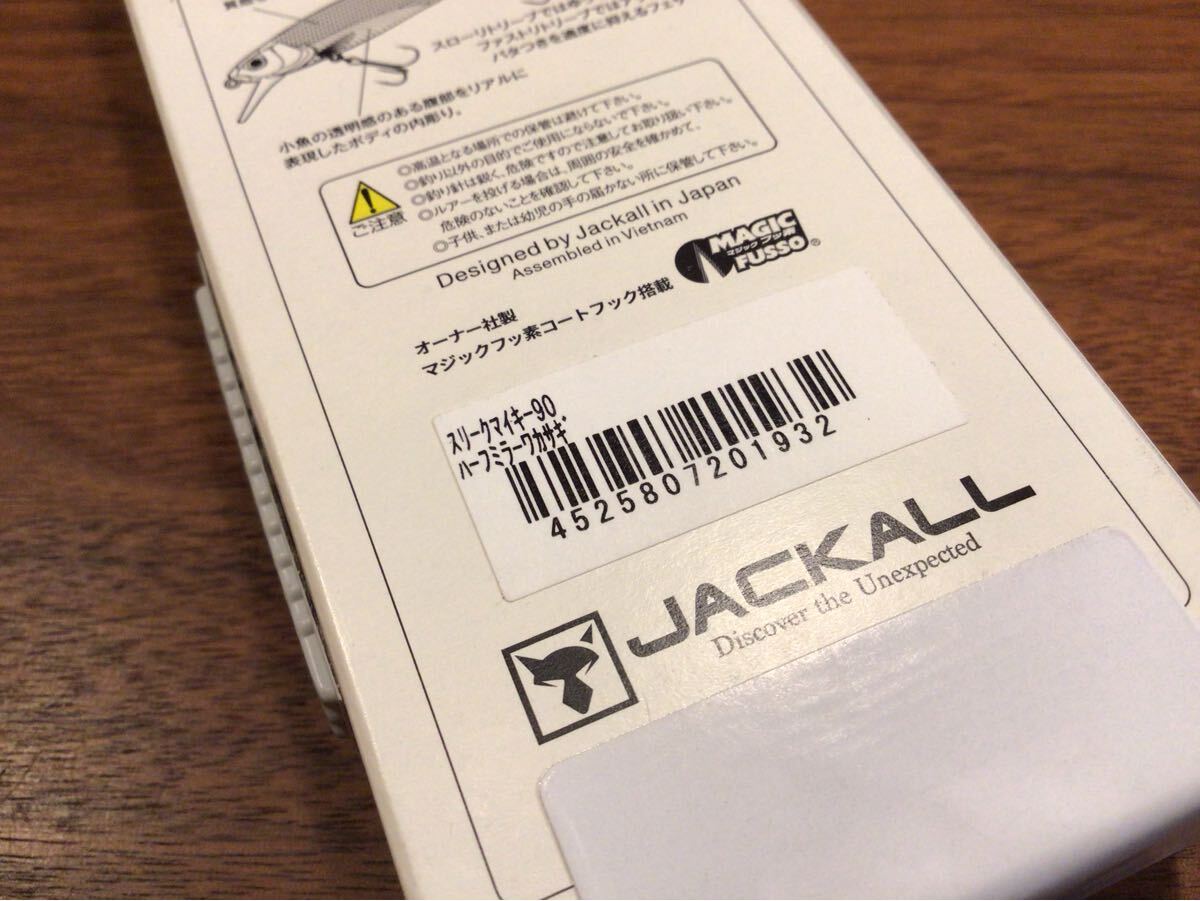 スローリトリーブでは
ファストリトリーブでは
バタつきを適度に抑える
小魚の透明感のある腹部をリアルに
表現したボディの内彫り。
ご注意
◎高温となる場所での保管は避けて下さい。
◎釣り以外の目的でご使用にならないで下さい。
◎釣り針は鋭く、危険ですので注意してお取り扱い下さい。
◎ルアーを投げる場合は、周囲の安全を確かめて、
危険のないことを確認して下さい。
◎子供、または幼児の手の届かない所に保管して下さい。
Designed by Jackall in Japan
Assembled in Vietnam
オーナー社製
マジックフッ素コートフック搭載
MAGIC
マジックフッ素
FUSSO®
スリークマイキー90
ハーフミラーワカサギ
4525807201932
JACKALL
Discover the Unexpected